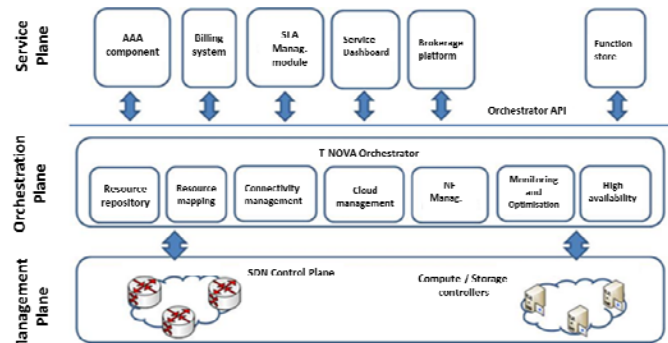 Service
Plane
AAA
component
Billing
system
SLA
Manag.
module
Service
Dashboard
Brokerage
platform
Function
store
Orchestrator API
Orchestration
Plane
T NOVA Orchestrator
Resource
repository
Resource
mapping
Connectivity
management
Cloud
management
NF
Manag.
Monitoring
and
Optimisation
High
availability
Management
Plane
SDN Control Plane
Compute / Storage
controllers